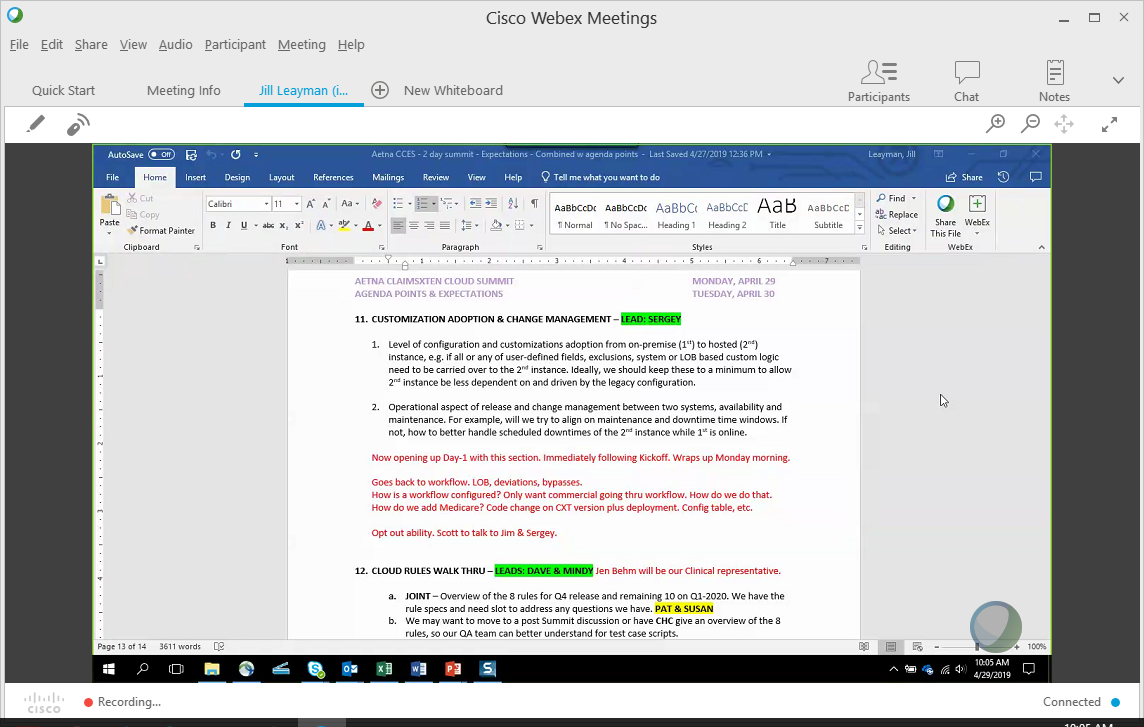 Cisco Webex Meetings
File Edit Share View Audio Participant Meeting Help
Quick Start Meeting Info Jill Leayman (i... New Whiteboard
Participants Chat Notes
AutoSave Off Aetna CCES - 2 day summit - Expectations - Combined w agenda points - Last Saved 4/27/2019 12:36 PM Leayman, Jill
File Home Insert Design Layout References Mailings Review View Help Tell me what you want to do Share
Paste Cut Copy Format Painter
Calibri 11 Aa
B I U abc x₂ x² A ab A
AaBbCcDc AaBbCcDc AaBbCc AaBbCcD AaB AaBbCcD
¶ Normal ¶ No Spac... Heading 1 Heading 2 Title Subtitle
Find Replace Select
Share This File WebEx
Clipboard Font Paragraph Styles Editing WebEx
AETNA CLAIMSXTEN CLOUD SUMMIT MONDAY, APRIL 29
AGENDA POINTS & EXPECTATIONS TUESDAY, APRIL 30
11. CUSTOMIZATION ADOPTION & CHANGE MANAGEMENT – LEAD: SERGEY
1. Level of configuration and customizations adoption from on-premise (1st) to hosted (2nd)
instance, e.g. if all or any of user-defined fields, exclusions, system or LOB based custom logic
need to be carried over to the 2nd instance. Ideally, we should keep these to a minimum to allow
2nd instance be less dependent on and driven by the legacy configuration.
2. Operational aspect of release and change management between two systems, availability and
maintenance. For example, will we try to align on maintenance and downtime time windows. If
not, how to better handle scheduled downtimes of the 2nd instance while 1st is online.
Now opening up Day-1 with this section. Immediately following Kickoff. Wraps up Monday morning.
Goes back to workflow. LOB, deviations, bypasses.
How is a workflow configured? Only want commercial going thru workflow. How do we do that.
How do we add Medicare? Code change on CXT version plus deployment. Config table, etc.
Opt out ability. Scott to talk to Jim & Sergey.
12. CLOUD RULES WALK THRU – LEADS: DAVE & MINDY Jen Behm will be our Clinical representative.
a. JOINT – Overview of the 8 rules for Q4 release and remaining 10 on Q1-2020. We have the
rule specs and need slot to address any questions we have. PAT & SUSAN
b. We may want to move to a post Summit discussion or have CHC give an overview of the 8
rules, so our QA team can better understand for test case scripts.
Page 13 of 14 3611 words 100%
10:05 AM
4/29/2019
cisco Recording... Connected